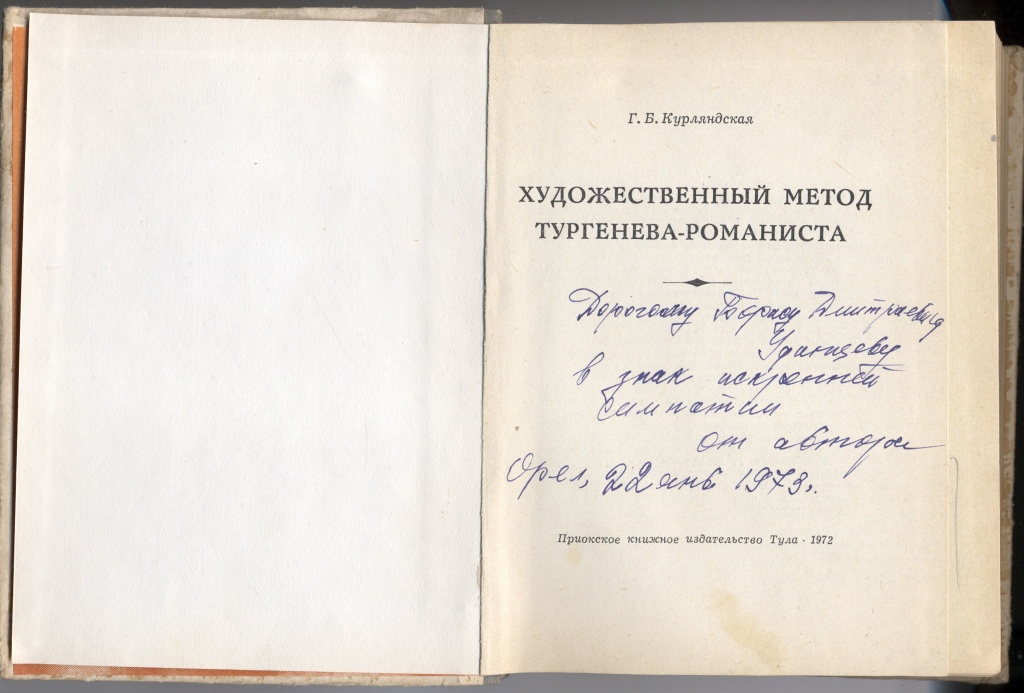 Г. Б. Курляндская
ХУДОЖЕСТВЕННЫЙ МЕТОД
ТУРГЕНЕВА-РОМАНИСТА
Дорогому Борису Дмитриевичу
Удинцеву
в знак искренней
симпатии
от автора
Орел, 22 янв 1973.
Приокское книжное издательство Тула · 1972